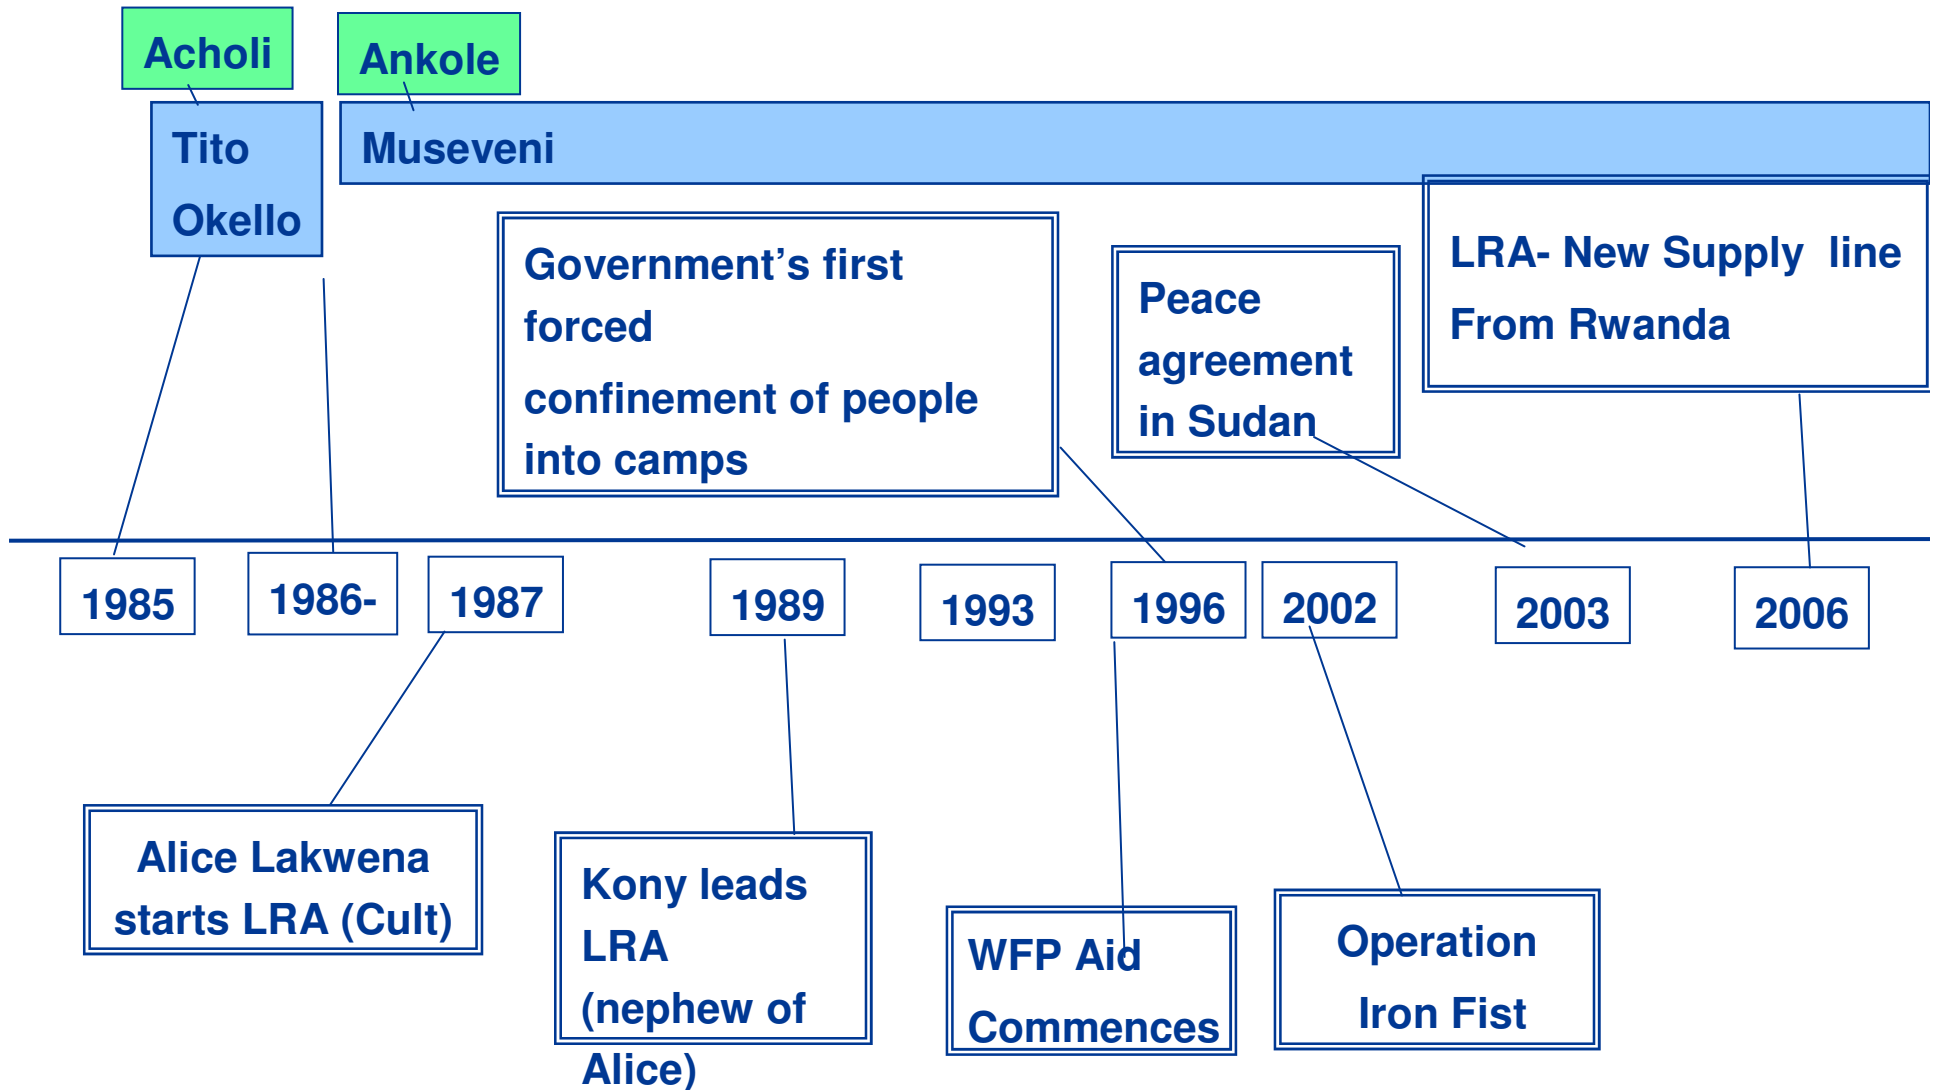 Acholi
Ankole
Tito
Okello
Museveni
Government’s first
forced
confinement of people
into camps
Peace
agreement
in Sudan
LRA- New Supply  line
From Rwanda
1985
1986-
1987
1989
1993
1996
2002
2003
2006
Alice Lakwena
starts LRA (Cult)
Kony leads
LRA
(nephew of
Alice)
WFP Aid
Commences
Operation
Iron Fist